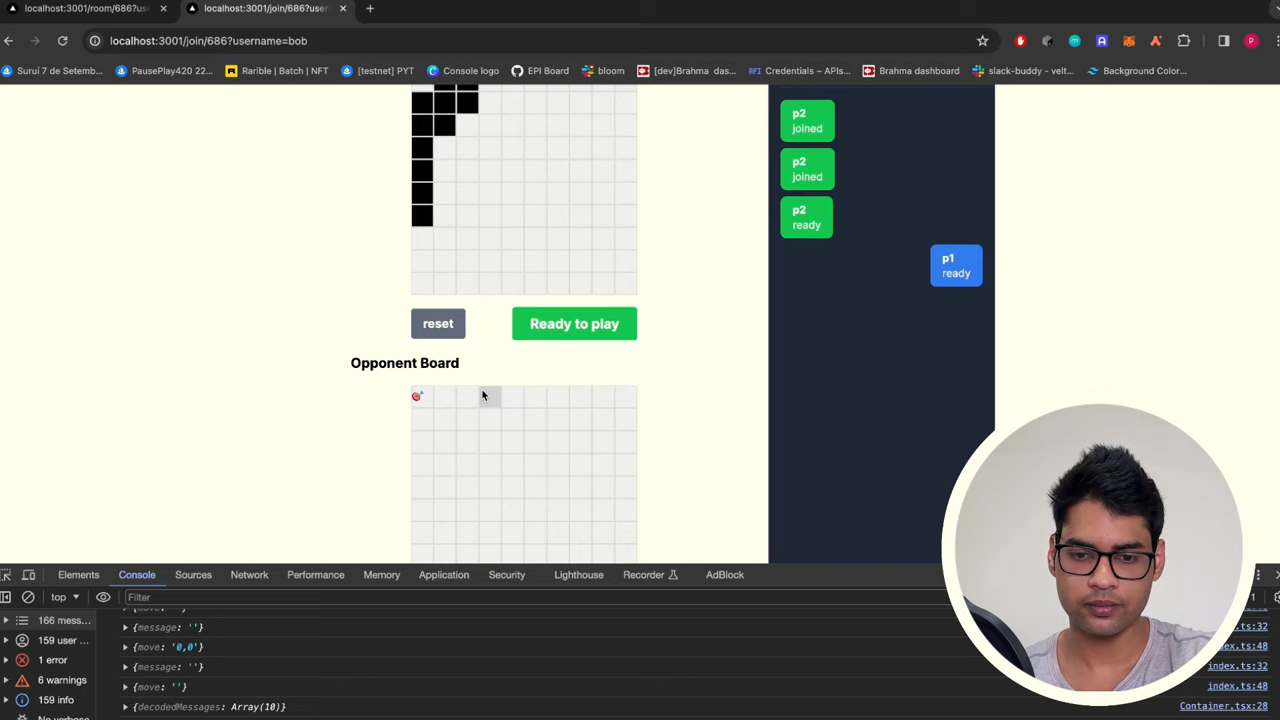 localhost:3001/room/686?us
localhost:3001/join/686?user
localhost:3001/join/686?username=bob
Suruí 7 de Setemb...
PausePlay420 22...
Rarible | Batch | NFT
[testnet] PYT
Console logo
EPI Board
bloom
[dev]Brahma das...
API
Credentials – APIs...
Brahma dashboard
slack-buddy - velt...
Background Color...
p2
joined
p2
joined
p2
ready
p1
ready
reset
Ready to play
Opponent Board
Elements
Console
Sources
Network
Performance
Memory
Application
Security
Lighthouse
Recorder
AdBlock
top
Filter
166 mess...
159 user ...
1 error
6 warnings
159 info
{message: ''}
index.ts:32
{move: '0,0'}
index.ts:48
{message: ''}
index.ts:32
{move: ''}
index.ts:48
{decodedMessages: Array(10)}
Container.tsx:28